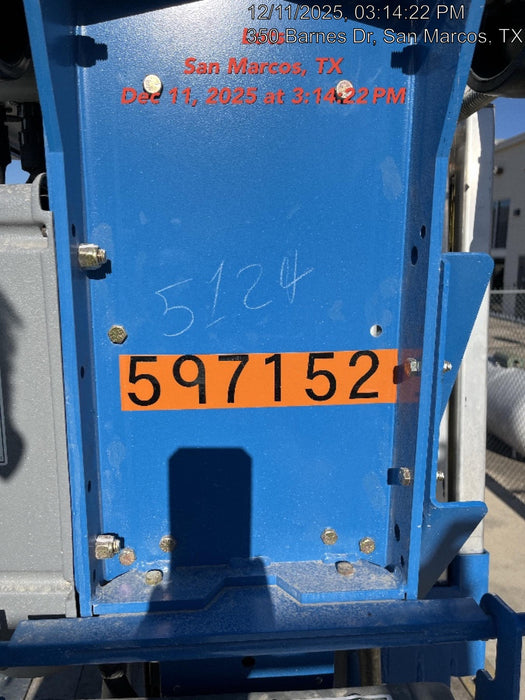 12/11/2025, 03:14:22 PM
350 Barnes Dr, San Marcos, TX
San Marcos, TX
Dec 11, 2025 at 3:14:22 PM
5124
597152